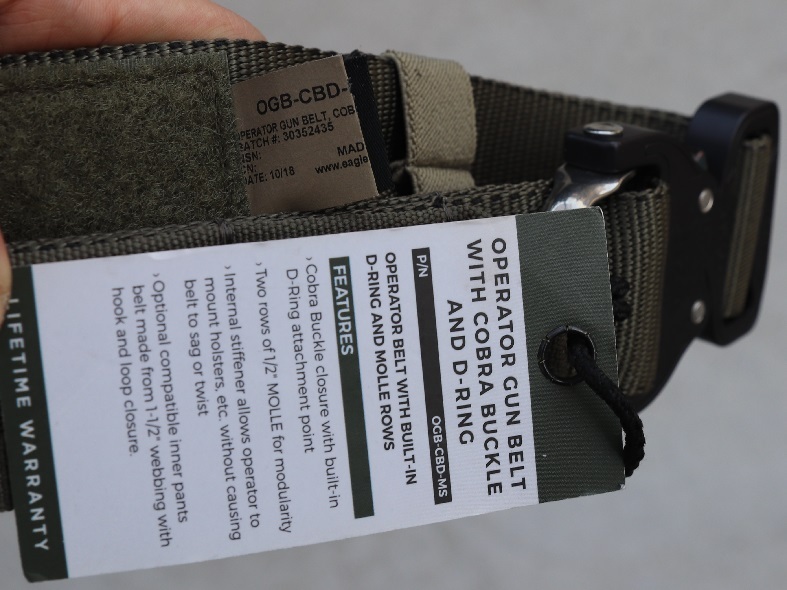 OGB-CBD-
OPERATOR GUN BELT, COB
BATCH #: 30352435
MAD
www.eagle
DATE: 10/18
OPERATOR GUN BELT
WITH COBRA BUCKLE
AND D-RING
P/N OGB-CBD-MS
OPERATOR BELT WITH BUILT-IN
D-RING AND MOLLE ROWS
FEATURES
› Cobra Buckle closure with built-in
D-Ring attachment point
› Two rows of 1/2" MOLLE for modularity
› Internal stiffener allows operator to
mount holsters, etc. without causing
belt to sag or twist
› Optional compatible inner pants
belt made from 1-1/2" webbing with
hook and loop closure.
LIFETIME WARRANTY